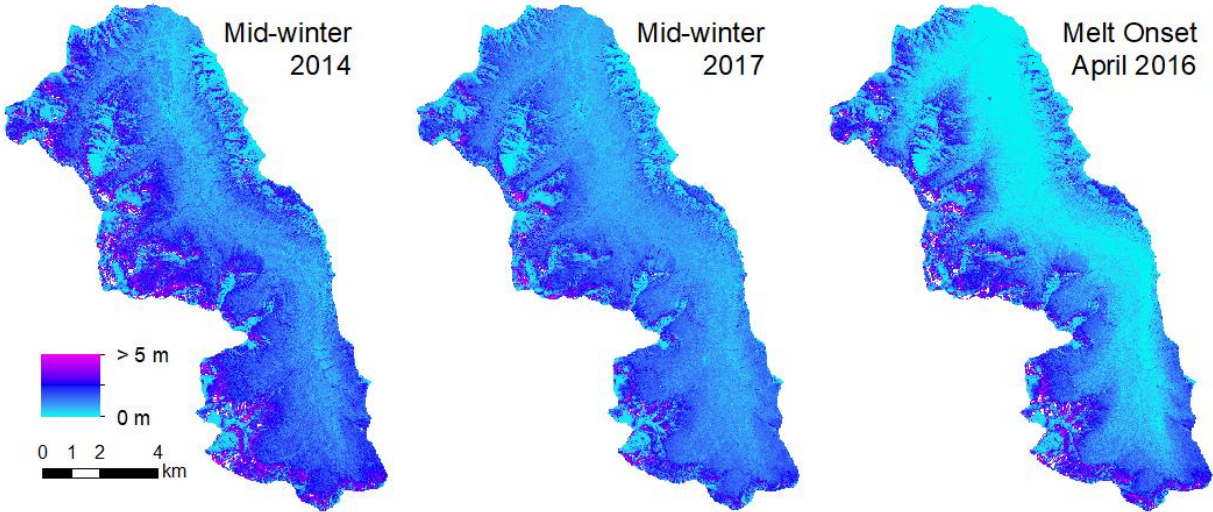 Mid-winter
2014
Mid-winter
2017
Melt Onset
April 2016
> 5 m
0 m
0 1 2 4
km